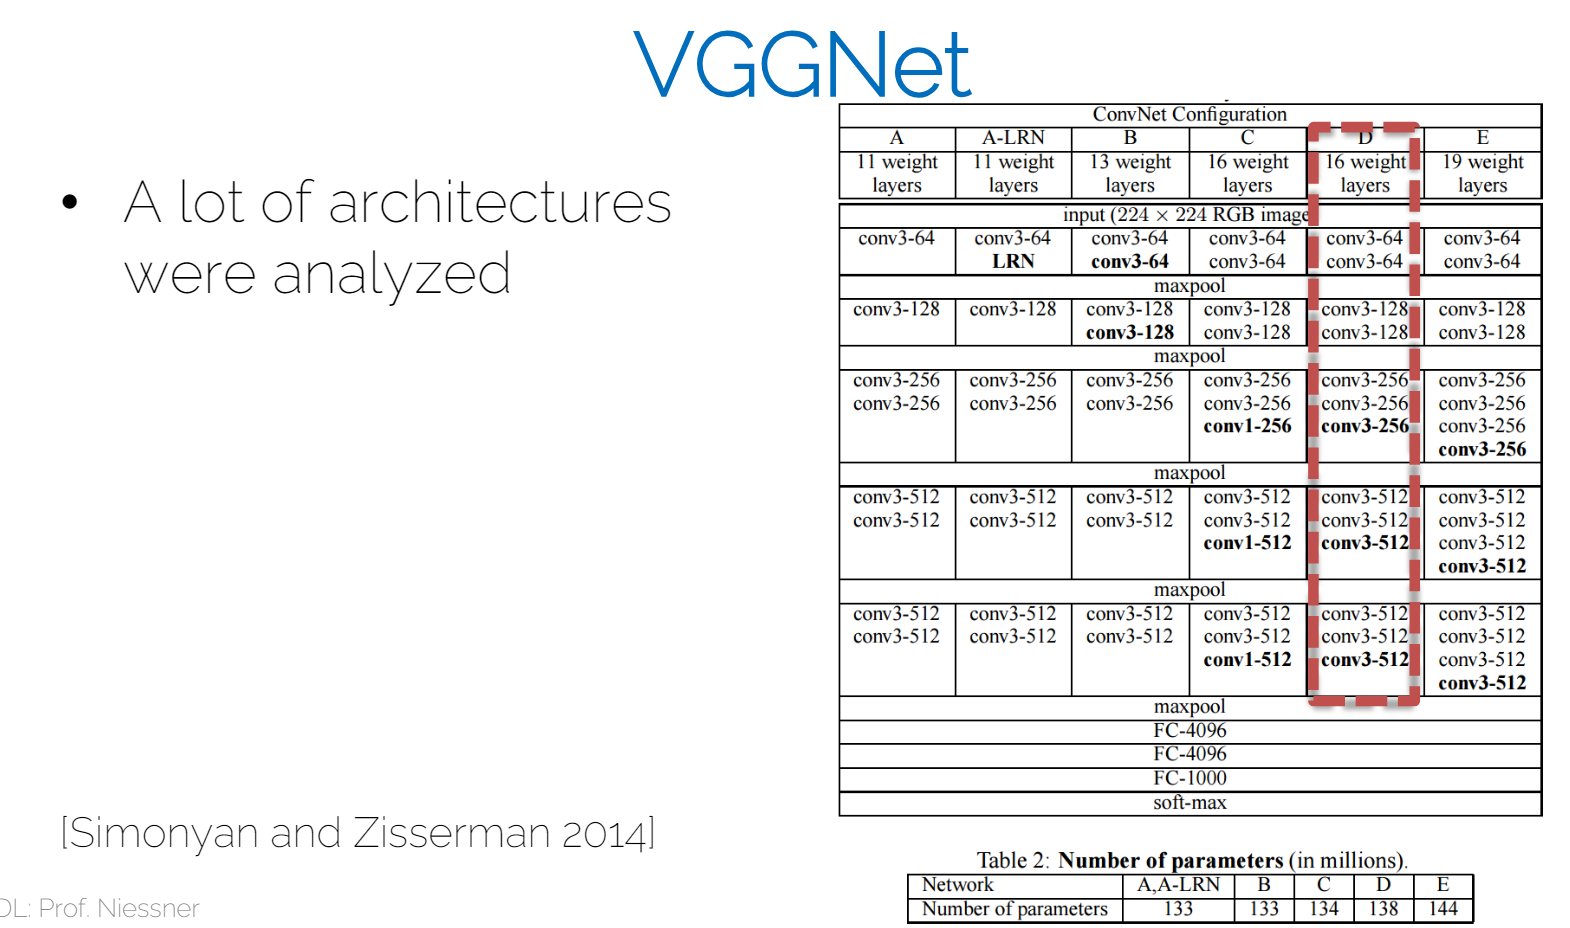 VGGNet
• A lot of architectures
were analyzed
[Simonyan and Zisserman 2014]
DL: Prof. Niessner
ConvNet Configuration
A A-LRN B C D E
11 weight 11 weight 13 weight 16 weight 16 weight 19 weight
layers layers layers layers layers layers
input (224 × 224 RGB image
conv3-64 conv3-64 conv3-64 conv3-64 conv3-64 conv3-64
LRN conv3-64 conv3-64 conv3-64 conv3-64
maxpool
conv3-128 conv3-128 conv3-128 conv3-128 conv3-128 conv3-128
conv3-128 conv3-128 conv3-128 conv3-128
maxpool
conv3-256 conv3-256 conv3-256 conv3-256 conv3-256 conv3-256
conv3-256 conv3-256 conv3-256 conv3-256 conv3-256 conv3-256
conv1-256 conv3-256 conv3-256
conv3-256
maxpool
conv3-512 conv3-512 conv3-512 conv3-512 conv3-512 conv3-512
conv3-512 conv3-512 conv3-512 conv3-512 conv3-512 conv3-512
conv1-512 conv3-512 conv3-512
conv3-512
maxpool
conv3-512 conv3-512 conv3-512 conv3-512 conv3-512 conv3-512
conv3-512 conv3-512 conv3-512 conv3-512 conv3-512 conv3-512
conv1-512 conv3-512 conv3-512
conv3-512
maxpool
FC-4096
FC-4096
FC-1000
soft-max
Table 2: Number of parameters (in millions).
Network A,A-LRN B C D E
Number of parameters 133 133 134 138 144